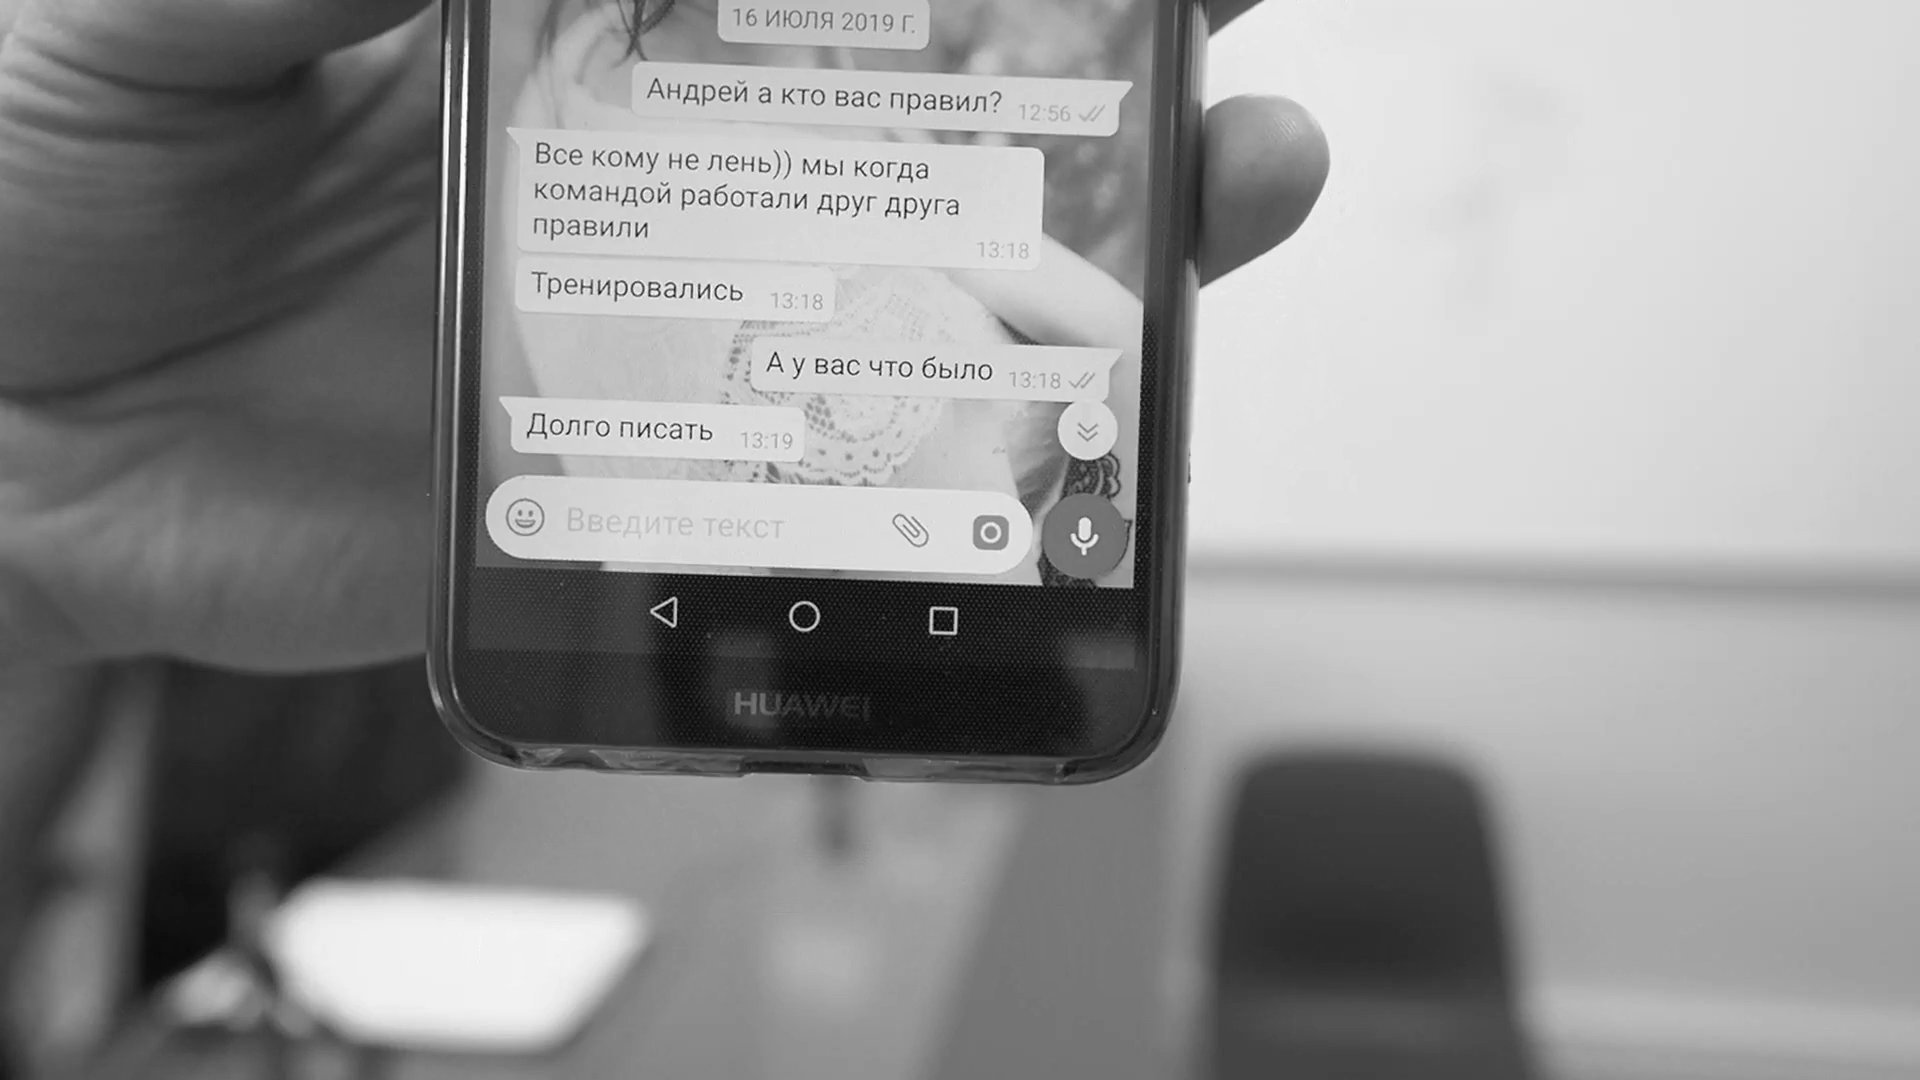 16 ИЮЛЯ 2019 Г.
Андрей а кто вас правил? 12:56
Все кому не лень)) мы когда
командой работали друг друга
правили 13:18
Тренировались 13:18
А у вас что было 13:18
Долго писать 13:19
Введите текст
HUAWEI